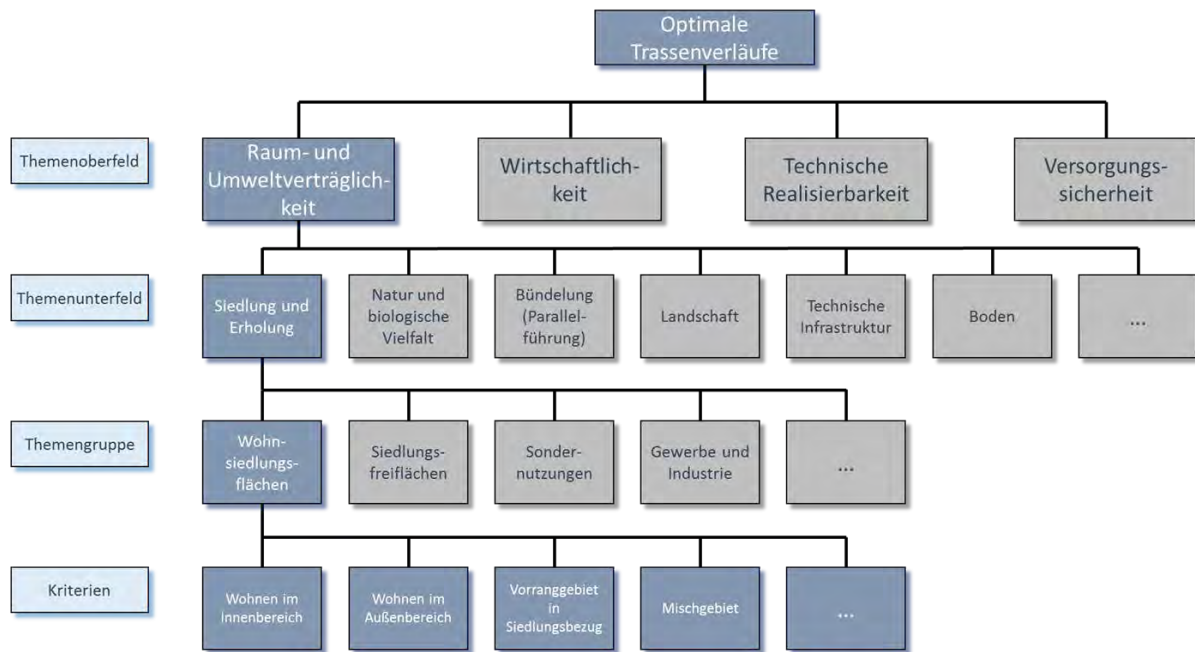 Optimale
Trassenverläufe
Themenoberfeld
Raum- und
Umweltverträglich-
keit
Wirtschaftlich-
keit
Technische
Realisierbarkeit
Versorgungs-
sicherheit
Themenunterfeld
Siedlung und
Erholung
Natur und
biologische
Vielfalt
Bündelung
(Parallel-
führung)
Landschaft
Technische
Infrastruktur
Boden
...
Themengruppe
Wohn-
siedlungs-
flächen
Siedlungs-
freiflächen
Sonder-
nutzungen
Gewerbe und
Industrie
...
Kriterien
Wohnen im
Innenbereich
Wohnen im
Außenbereich
Vorranggebiet
in
Siedlungsbezug
Mischgebiet
...